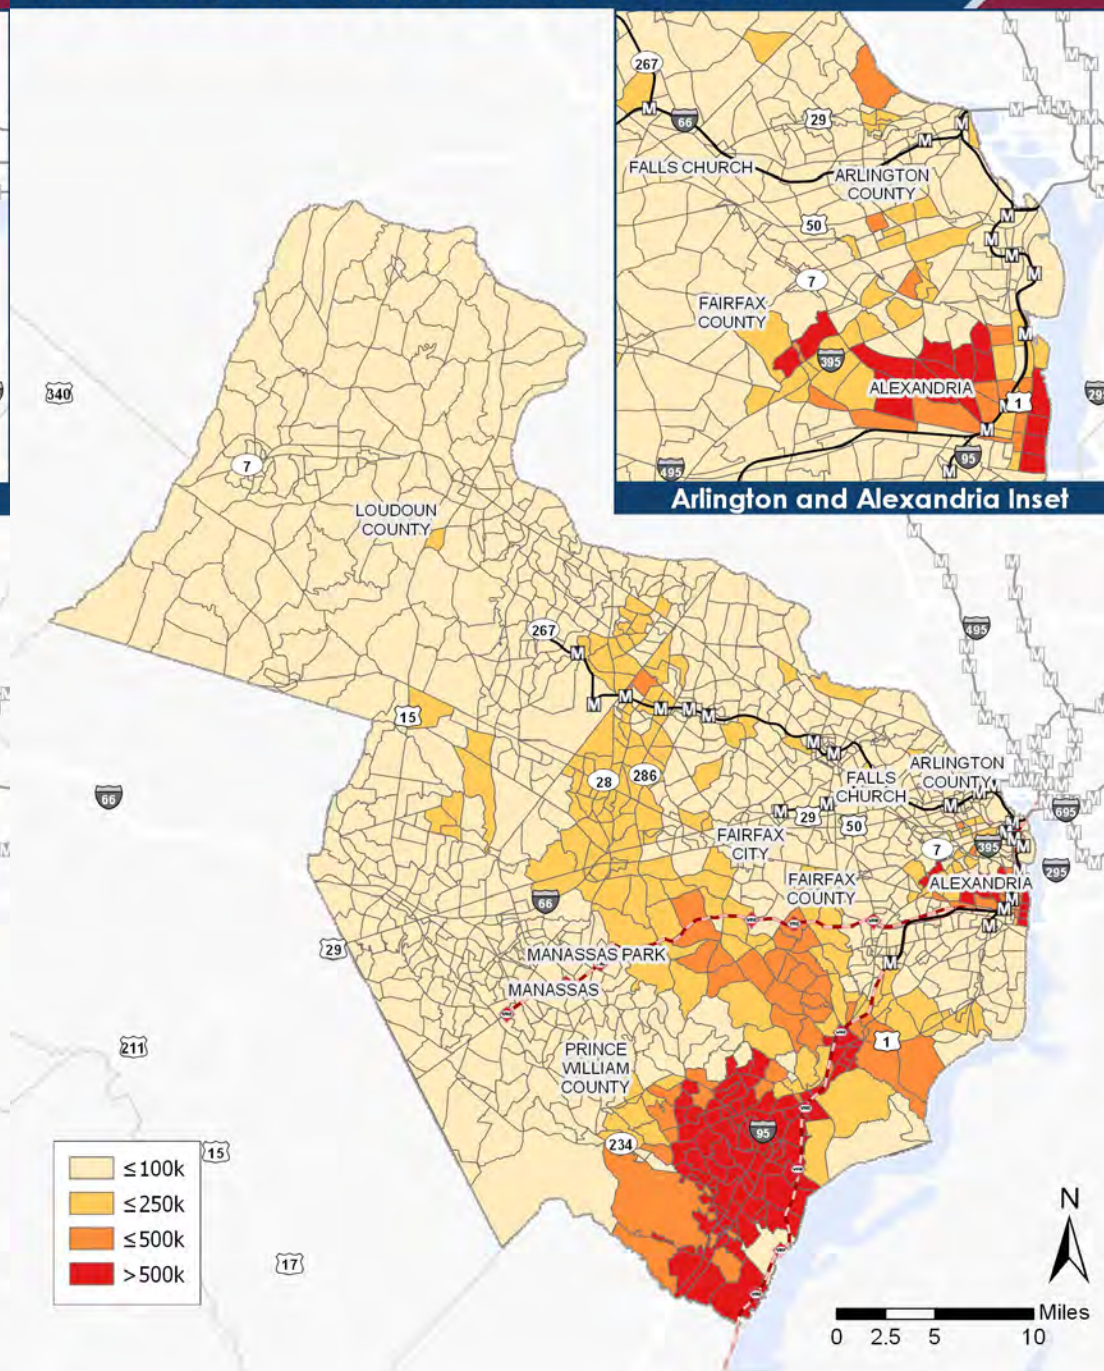 267
66
29
FALLS CHURCH
ARLINGTON
COUNTY
50
7
FAIRFAX
COUNTY
395
ALEXANDRIA
1
95
495
Arlington and Alexandria Inset
340
7
LOUDOUN
COUNTY
267
495
15
66
28
286
ARLINGTON
COUNTY
FALLS
CHURCH
29
50
695
FAIRFAX
CITY
7
395
295
FAIRFAX
COUNTY
ALEXANDRIA
66
29
MANASSAS PARK
MANASSAS
1
211
PRINCE
WILLIAM
COUNTY
95
234
15
17
≤100k
≤250k
≤500k
>500k
N
Miles
0 2.5 5 10